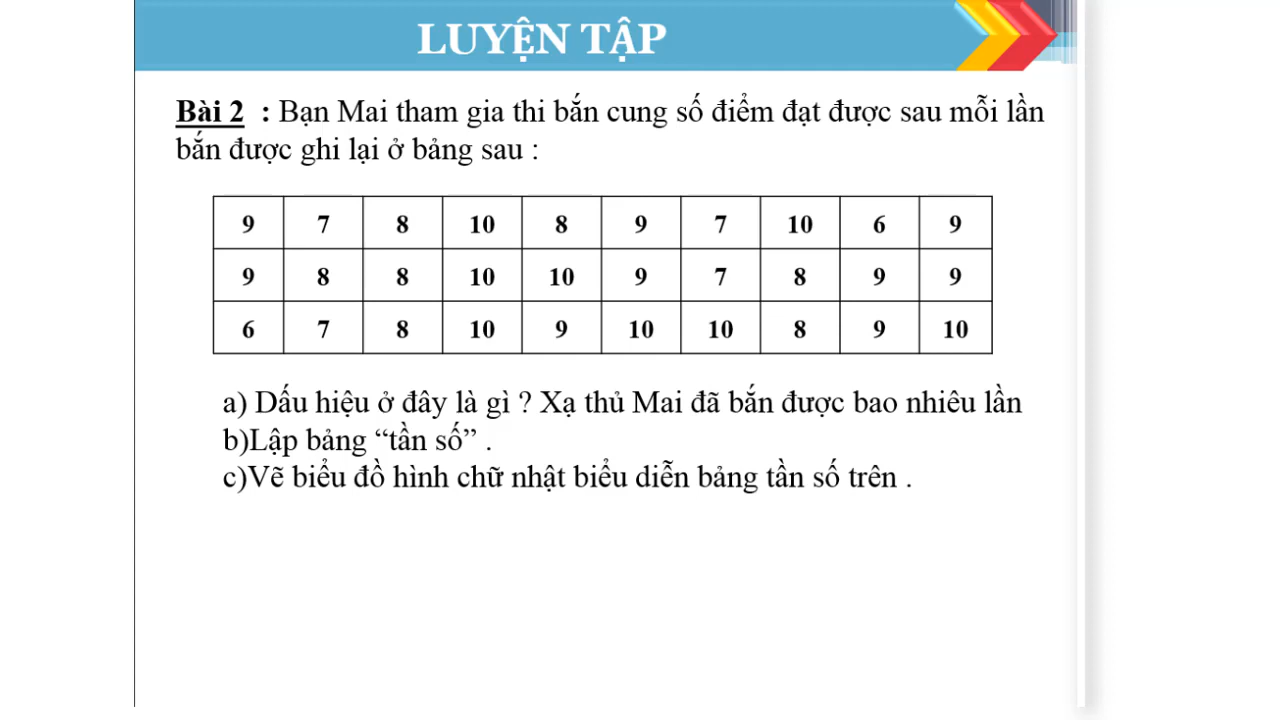 LUYỆN TẬP
Bài 2 : Bạn Mai tham gia thi bắn cung số điểm đạt được sau mỗi lần
bắn được ghi lại ở bảng sau :
9 7 8 10 8 9 7 10 6 9
9 8 8 10 10 9 7 8 9 9
6 7 8 10 9 10 10 8 9 10
a) Dấu hiệu ở đây là gì ? Xạ thủ Mai đã bắn được bao nhiêu lần
b)Lập bảng “tần số” .
c)Vẽ biểu đồ hình chữ nhật biểu diễn bảng tần số trên .